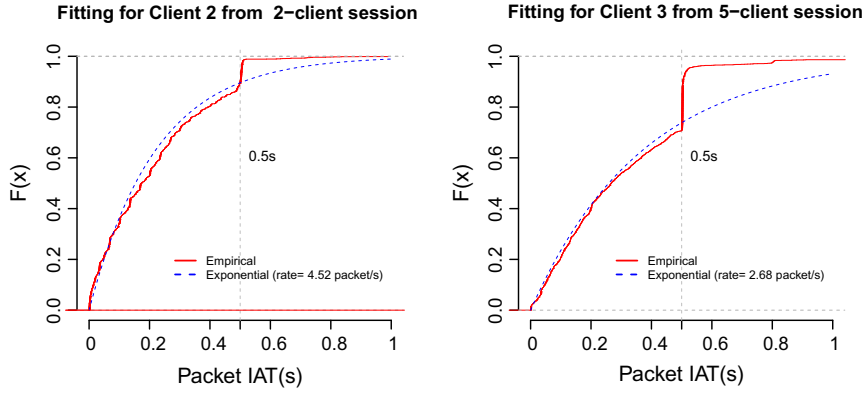 Fitting for Client 2 from 2−client session
F(x)
1.0
0.8
0.6
0.4
0.2
0.0
0.5s
Empirical
Exponential (rate= 4.52 packet/s)
0 0.2 0.4 0.6 0.8 1
Packet IAT(s)
Fitting for Client 3 from 5−client session
F(x)
1.0
0.8
0.6
0.4
0.2
0.0
0.5s
Empirical
Exponential (rate= 2.68 packet/s)
0 0.2 0.4 0.6 0.8 1
Packet IAT(s)